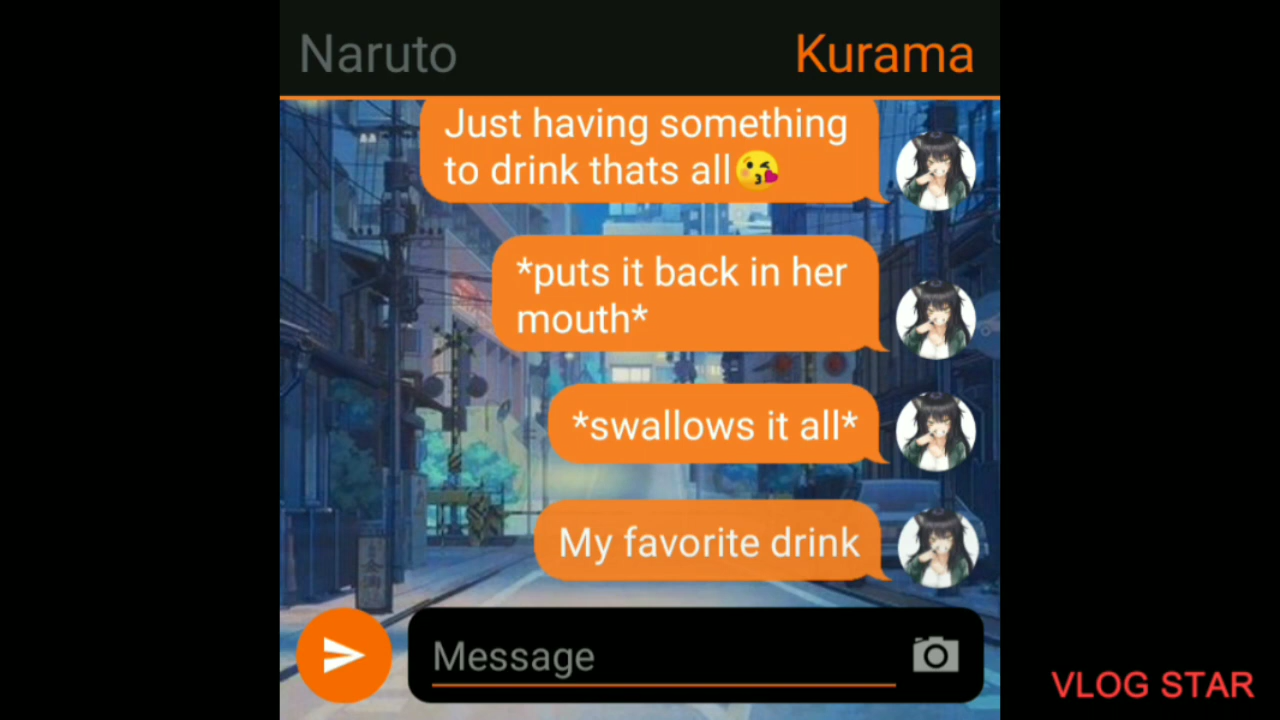 Naruto
Kurama
Just having something
to drink thats all😘
*puts it back in her
mouth*
*swallows it all*
My favorite drink
Message
VLOG STAR